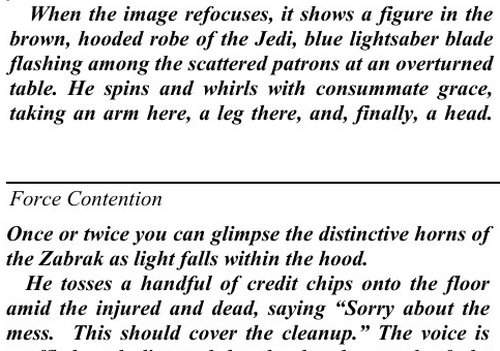 When the image refocuses, it shows a figure in the
brown, hooded robe of the Jedi, blue lightsaber blade
flashing among the scattered patrons at an overturned
table. He spins and whirls with consummate grace,
taking an arm here, a leg there, and, finally, a head.
Force Contention
Once or twice you can glimpse the distinctive horns of
the Zabrak as light falls within the hood.
He tosses a handful of credit chips onto the floor
amid the injured and dead, saying “Sorry about the
mess. This should cover the cleanup.” The voice is